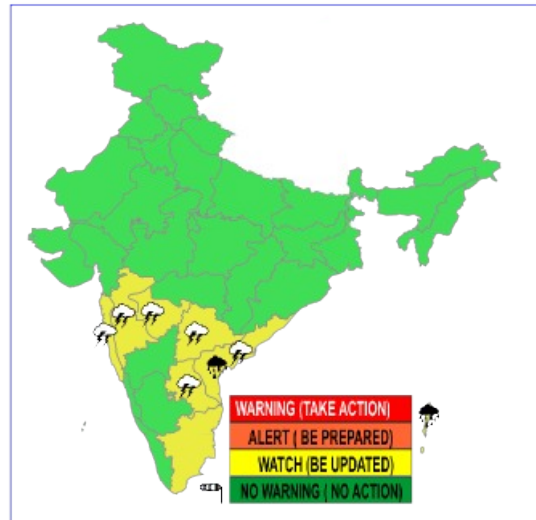 WARNING (TAKE ACTION)
ALERT ( BE PREPARED)
WATCH (BE UPDATED)
NO WARNING ( NO ACTION)